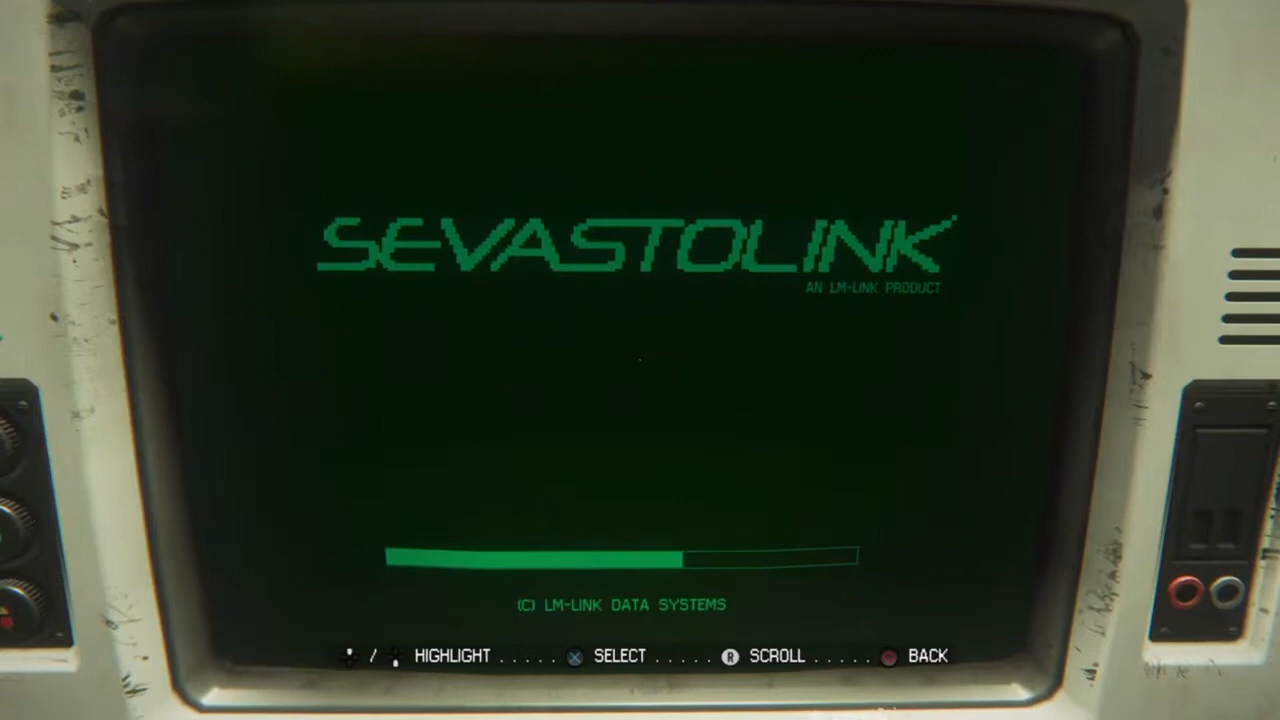 SEVASTOLINK
AN LM-LINK PRODUCT
(C) LM-LINK DATA SYSTEMS
/ HIGHLIGHT ..... SELECT ..... R SCROLL ..... BACK